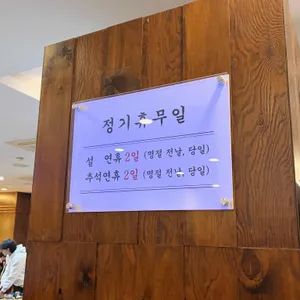 정기휴무일
설 연휴 2일 (명절 전날, 당일)
추석연휴 2일 (명절 전날, 당일)